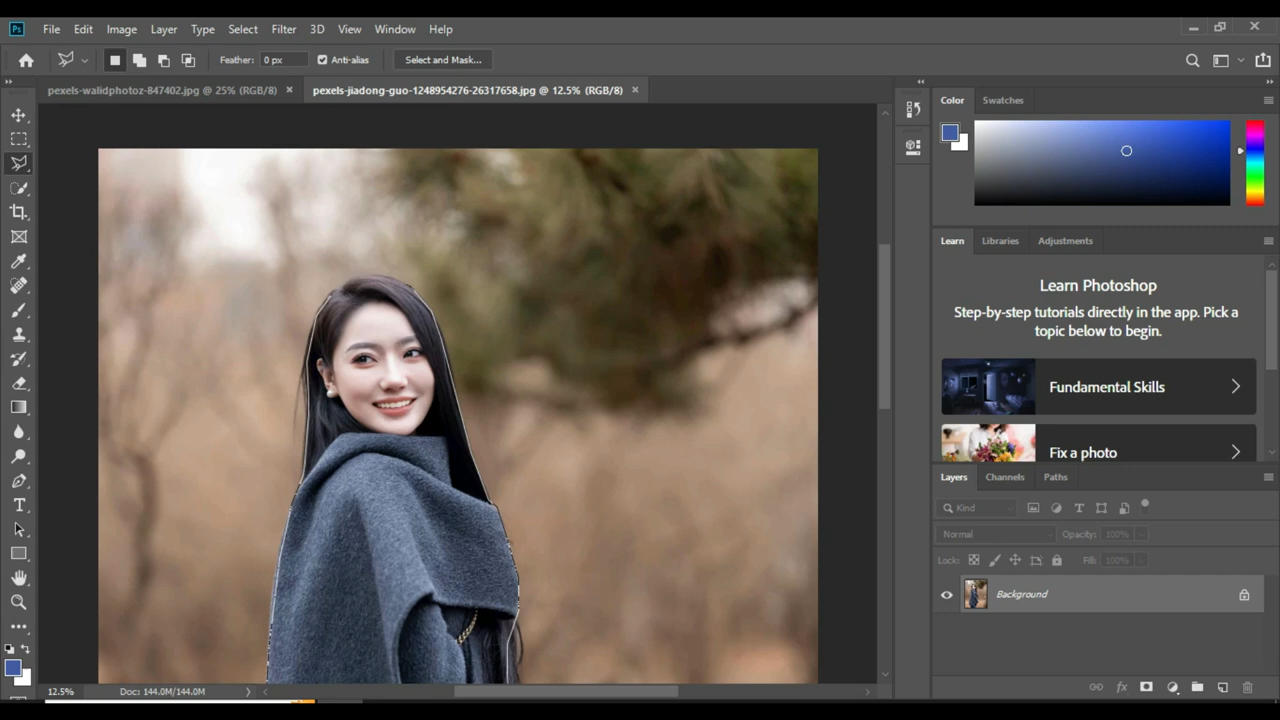 Ps File Edit Image Layer Type Select Filter 3D View Window Help
Feather: 0 px Anti-alias Select and Mask...
pexels-walidphotoz-847402.jpg @ 25% (RGB/8) × pexels-jiadong-guo-1248954276-26317658.jpg @ 12.5% (RGB/8) ×
Color Swatches
Learn Libraries Adjustments
Learn Photoshop
Step-by-step tutorials directly in the app. Pick a
topic below to begin.
Fundamental Skills
Fix a photo
Layers Channels Paths
Kind
Normal Opacity: 100%
Lock: Fill: 100%
Background
12.5% Doc: 144.0M/144.0M